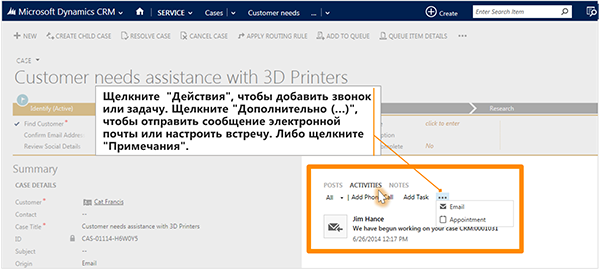 Microsoft Dynamics CRM SERVICE Cases Customer needs ... Create Enter Search Item
NEW CREATE CHILD CASE RESOLVE CASE CANCEL CASE APPLY ROUTING RULE ADD TO QUEUE QUEUE ITEM DETAILS ...
CASE
Customer needs assistance with 3D Printers
Щелкните "Действия", чтобы добавить звонок
или задачу. Щелкните "Дополнительно (...)",
чтобы отправить сообщение электронной
почты или настроить встречу. Либо щелкните
"Примечания".
Identify (Active) Research
Find Customer* click to enter
Confirm Email Address
Review Social Details Complete No
Summary
CASE DETAILS
Customer * Cat Francis
Contact --
Case Title * Customer needs assistance with 3D Printers
ID CAS-01114-H6W0Y5
Subject --
Origin Email
POSTS ACTIVITIES NOTES
All Add Phone Call Add Task ...
Email
Appointment
Jim Hance
We have begun working on your case CRM:0001031
6/26/2014 12:17 PM